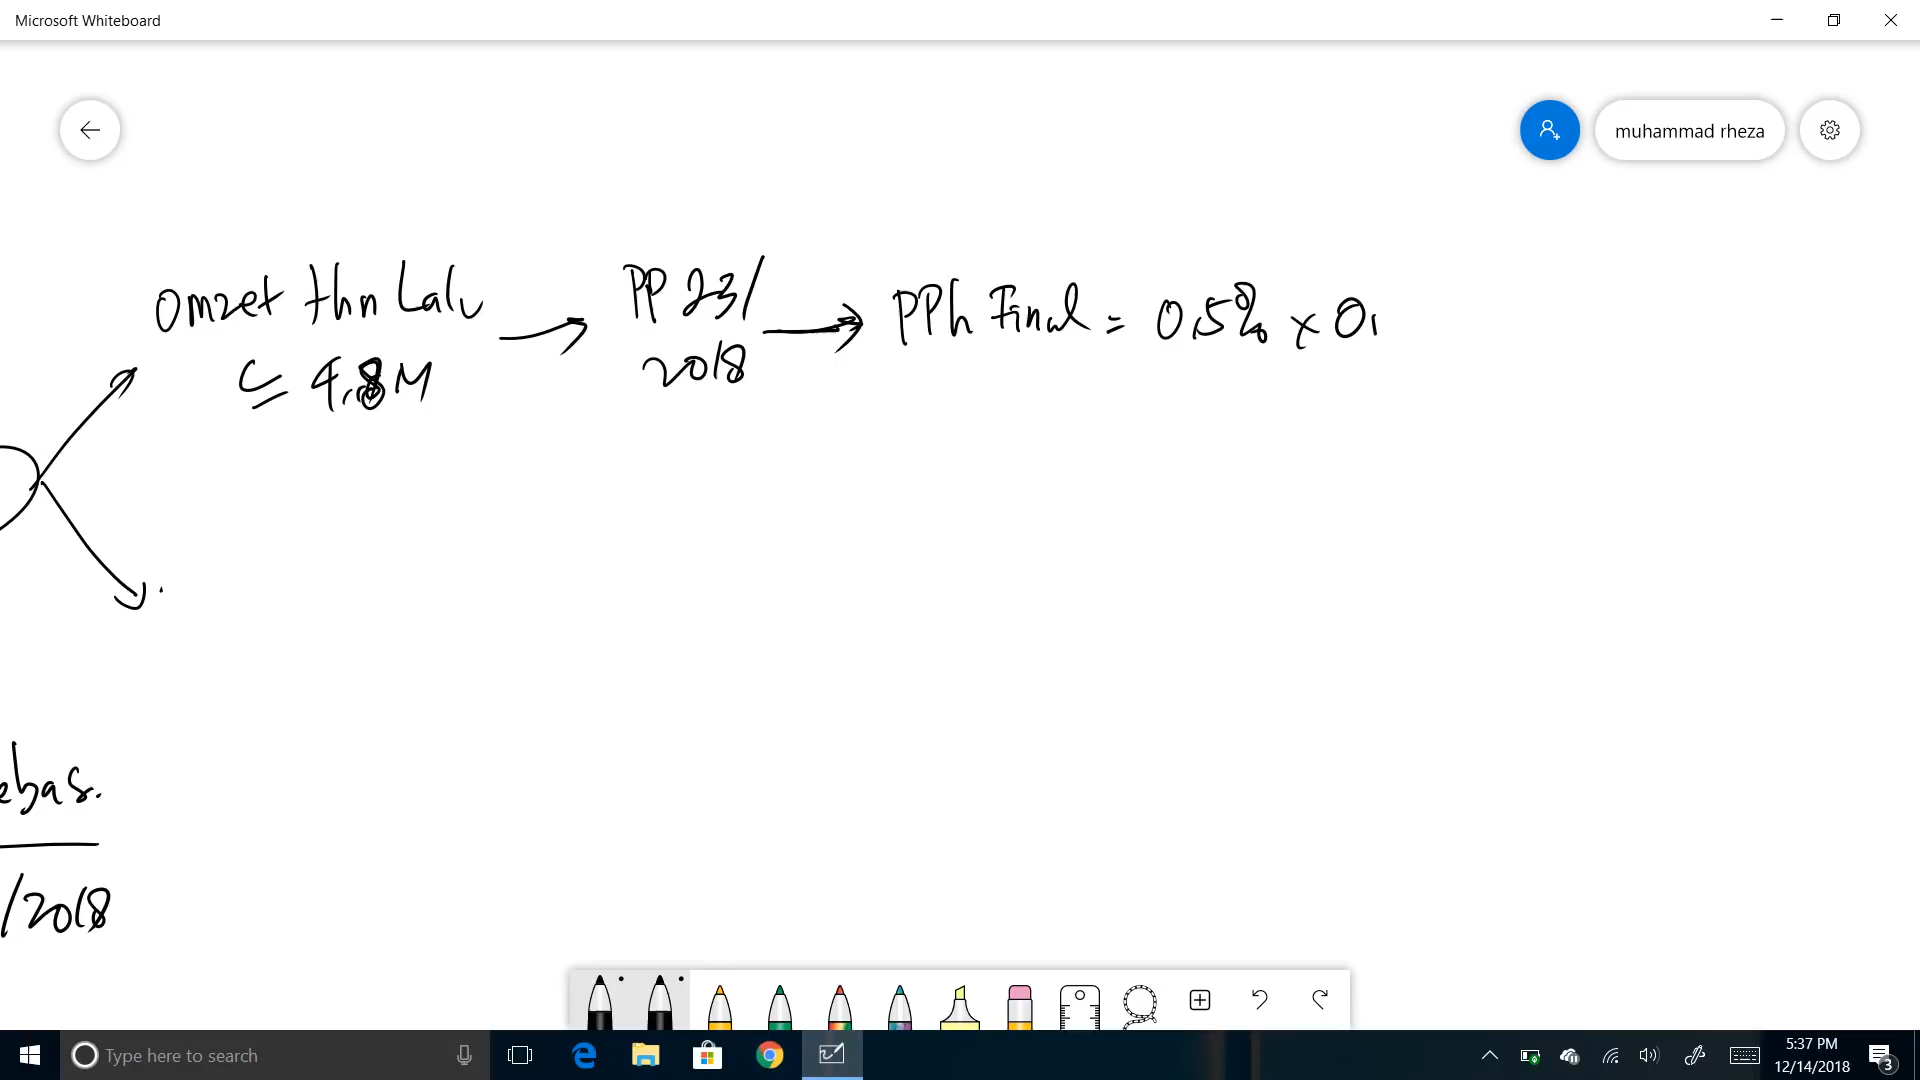 Microsoft Whiteboard
muhammad rheza
Omzet thn Lalu
≤ 4,8M
PP 23/
2018
PPh Final = 0,5% x O
ebas.
/2018
Type here to search
5:37 PM
12/14/2018
3